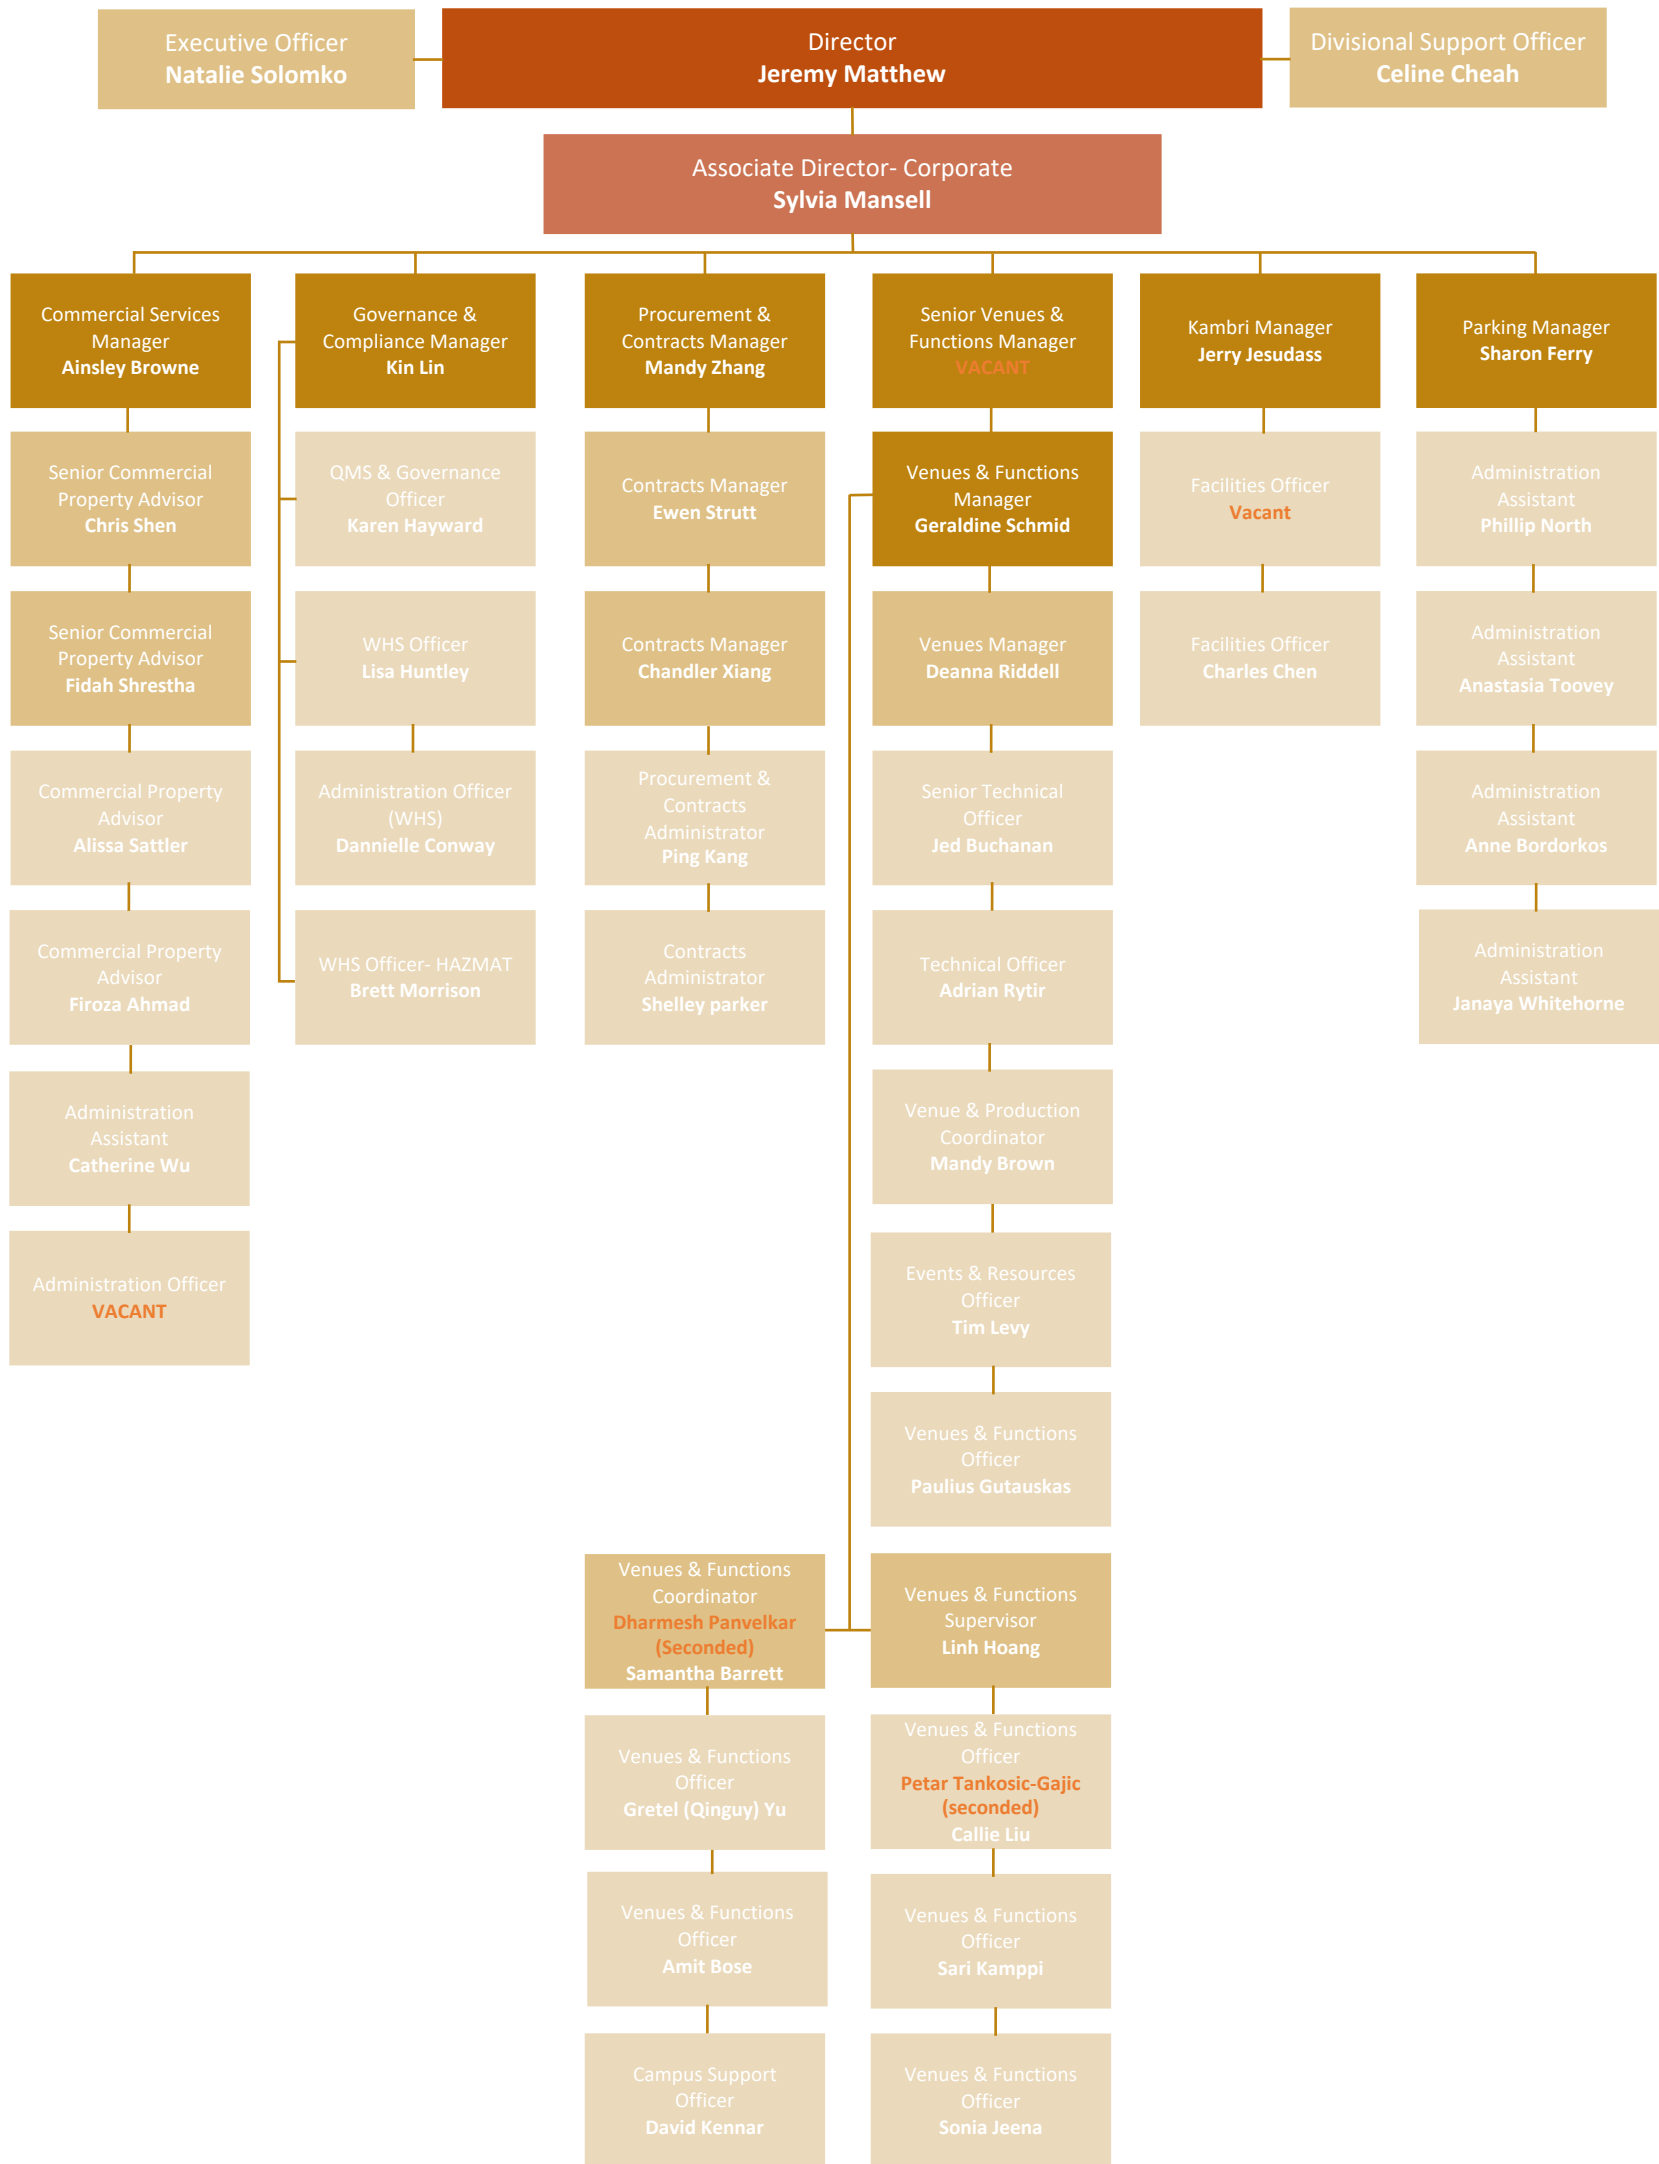 Executive Officer
Natalie Solomko
Director
Jeremy Matthew
Divisional Support Officer
Celine Cheah
Associate Director- Corporate
Sylvia Mansell
Commercial Services
Manager
Ainsley Browne
Governance &
Compliance Manager
Kin Lin
Procurement &
Contracts Manager
Mandy Zhang
Senior Venues &
Functions Manager
VACANT
Kambri Manager
Jerry Jesudass
Parking Manager
Sharon Ferry
Senior Commercial
Property Advisor
Chris Shen
QMS & Governance
Officer
Karen Hayward
Contracts Manager
Ewen Strutt
Venues & Functions
Manager
Geraldine Schmid
Facilities Officer
Vacant
Administration
Assistant
Phillip North
Senior Commercial
Property Advisor
Fidah Shrestha
WHS Officer
Lisa Huntley
Contracts Manager
Chandler Xiang
Venues Manager
Deanna Riddell
Facilities Officer
Charles Chen
Administration
Assistant
Anastasia Toovey
Commercial Property
Advisor
Alissa Sattler
Administration Officer
(WHS)
Dannielle Conway
Procurement &
Contracts
Administrator
Ping Kang
Senior Technical
Officer
Jed Buchanan
Administration
Assistant
Anne Bordorkos
Commercial Property
Advisor
Firoza Ahmad
WHS Officer- HAZMAT
Brett Morrison
Contracts
Administrator
Shelley parker
Technical Officer
Adrian Rytir
Administration
Assistant
Janaya Whitehorne
Administration
Assistant
Catherine Wu
Venue & Production
Coordinator
Mandy Brown
Administration Officer
VACANT
Events & Resources
Officer
Tim Levy
Venues & Functions
Officer
Paulius Gutauskas
Venues & Functions
Coordinator
Dharmesh Panvelkar
(Seconded)
Samantha Barrett
Venues & Functions
Supervisor
Linh Hoang
Venues & Functions
Officer
Gretel (Qinguy) Yu
Venues & Functions
Officer
Petar Tankosic-Gajic
(seconded)
Callie Liu
Venues & Functions
Officer
Amit Bose
Venues & Functions
Officer
Sari Kamppi
Campus Support
Officer
David Kennar
Venues & Functions
Officer
Sonia Jeena